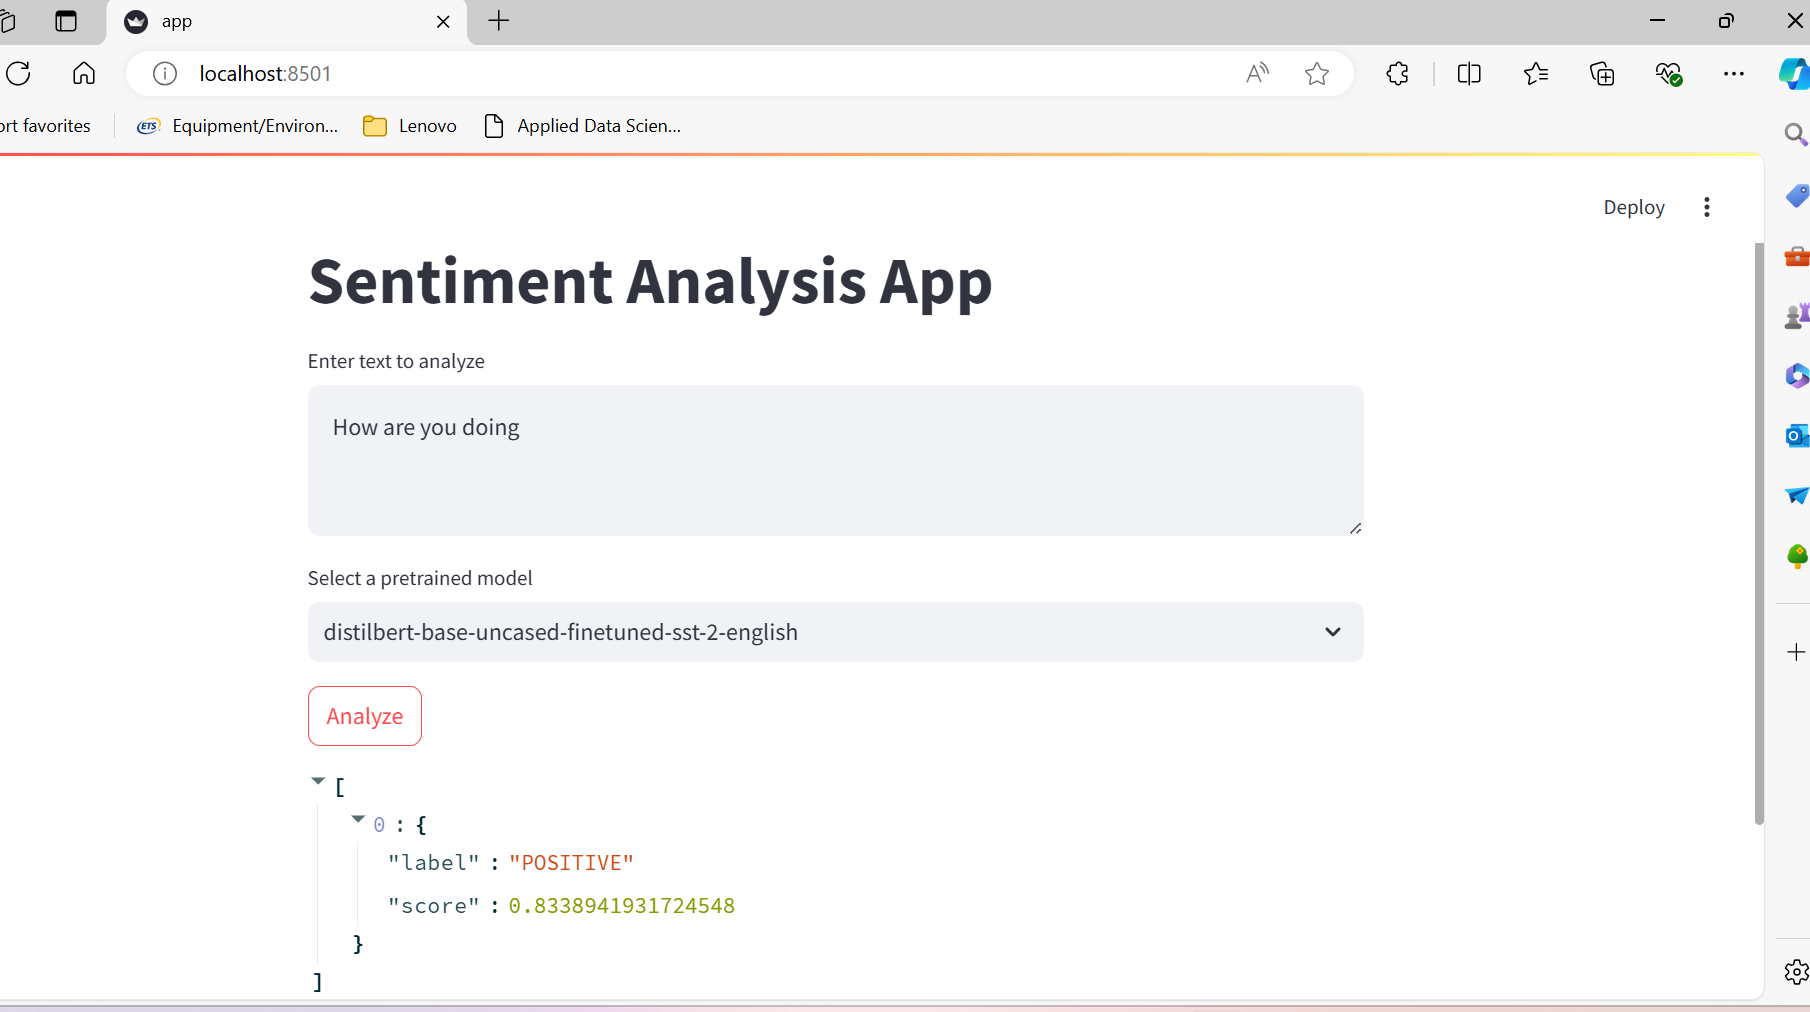 app
localhost:8501
ort favorites
ETS
Equipment/Environ...
Lenovo
Applied Data Scien...
Deploy
Sentiment Analysis App
Enter text to analyze
How are you doing
Select a pretrained model
distilbert-base-uncased-finetuned-sst-2-english
Analyze
[
0 : {
"label" : "POSITIVE"
"score" : 0.8338941931724548
}
]